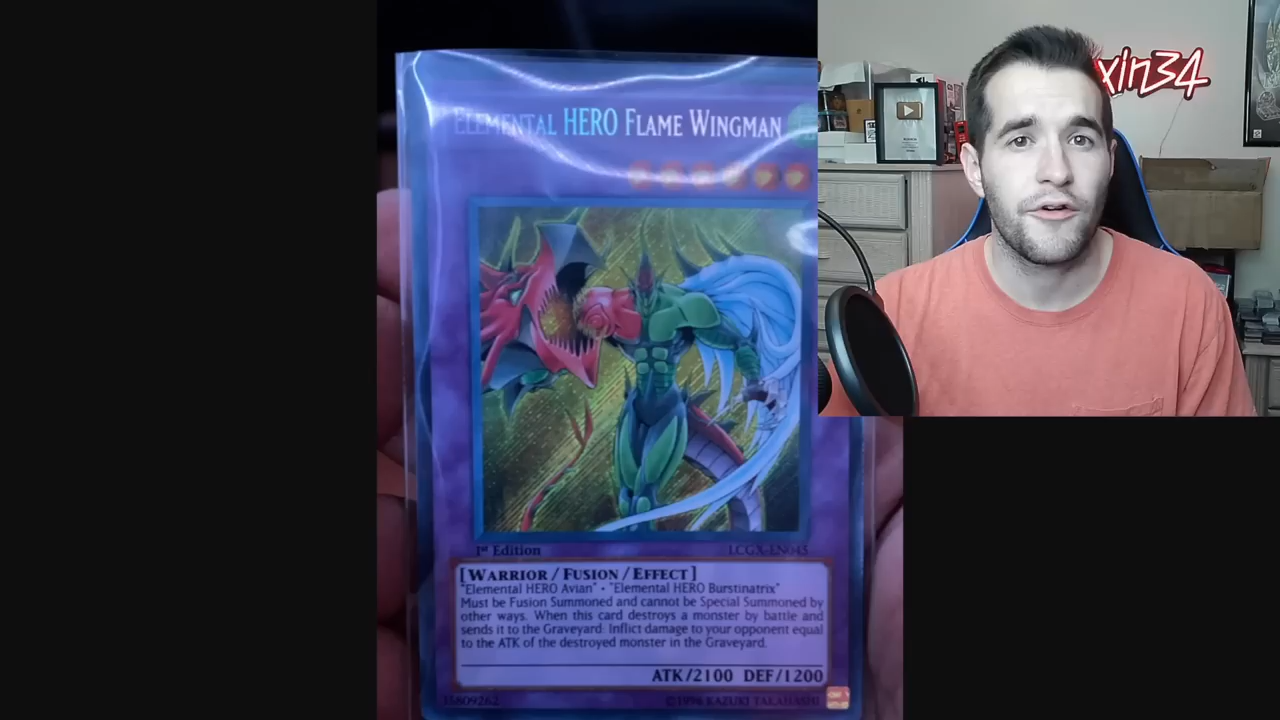 ELEMENTAL HERO FLAME WINGMAN
xin34
1st Edition
LCGX-EN045
[WARRIOR/FUSION/EFFECT]
"Elemental HERO Avian" · "Elemental HERO Burstinatrix"
Must be Fusion Summoned and cannot be Special Summoned by
other ways. When this card destroys a monster by battle and
sends it to the Graveyard: Inflict damage to your opponent equal
to the ATK of the destroyed monster in the Graveyard.
ATK/2100 DEF/1200
©1996 KAZUKI TAKAHASHI